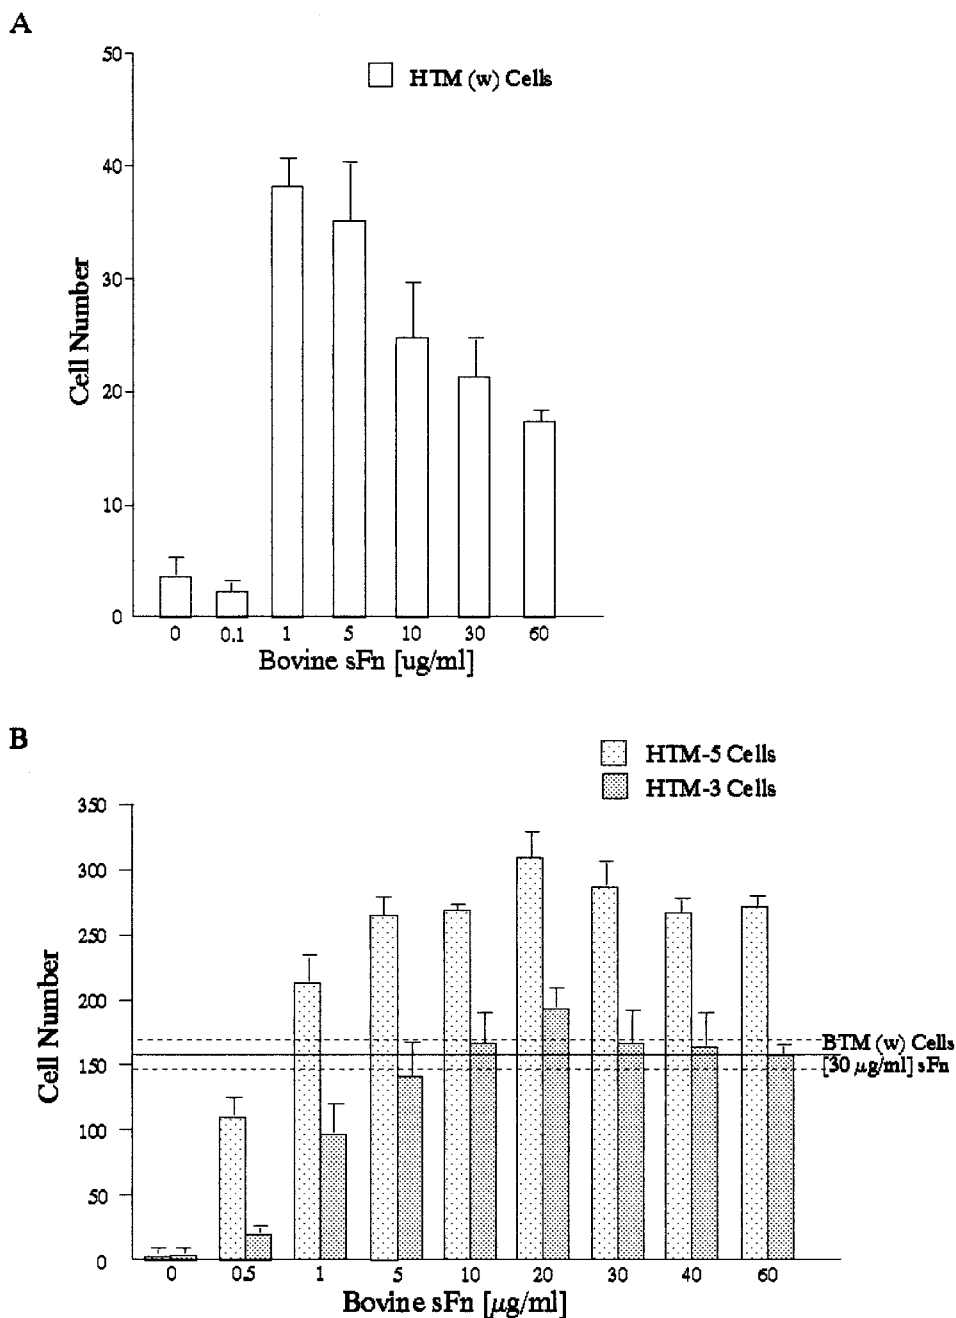 A
50
HTM (w) Cells
40
30
20
10
0
Cell Number
0 0.1 1 5 10 30 60
Bovine sFn [ug/ml]
B
HTM-5 Cells
HTM-3 Cells
350
300
250
200
150
100
50
0
Cell Number
BTM (w) Cells
[30 µg/ml] sFn
0 0.5 1 5 10 20 30 40 60
Bovine sFn [µg/ml]